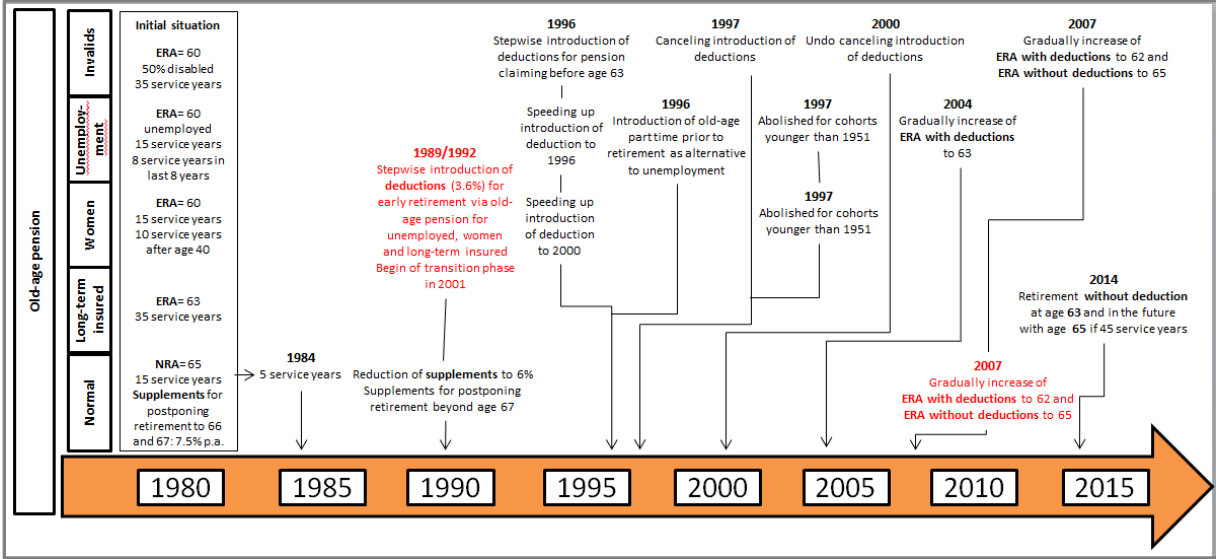 Old-age pension
Invalids
Unemploy-
ment
Women
Long-term
insured
Normal
Initial situation
ERA= 60
50% disabled
35 service years
ERA= 60
unemployed
15 service years
8 service years in
last 8 years
ERA= 60
15 service years
10 service years
after age 40
ERA= 63
35 service years
NRA= 65
15 service years
Supplements for
postponing
retirement to 66
and 67: 7.5% p.a.
1984
5 service years
1989/1992
Stepwise introduction of
deductions (3.6%) for
early retirement via old-
age pension for
unemployed, women
and long-term insured
Begin of transition phase
in 2001
Reduction of supplements to 6%
Supplements for postponing
retirement beyond age 67
1996
Stepwise introduction of
deductions for pension
claiming before age 63
Speeding up
introduction of
deduction to
1996
Speeding up
introduction
of deduction
to 2000
1996
Introduction of old-age
part time prior to
retirement as alternative
to unemployment
1997
Canceling introduction of
deductions
1997
Abolished for cohorts
younger than 1951
1997
Abolished for cohorts
younger than 1951
2000
Undo canceling introduction
of deductions
2004
Gradually increase of
ERA with deductions
to 63
2007
Gradually increase of
ERA with deductions to 62 and
ERA without deductions to 65
2007
Gradually increase of
ERA with deductions to 62 and
ERA without deductions to 65
2014
Retirement without deduction
at age 63 and in the future
with age 65 if 45 service years
1980
1985
1990
1995
2000
2005
2010
2015